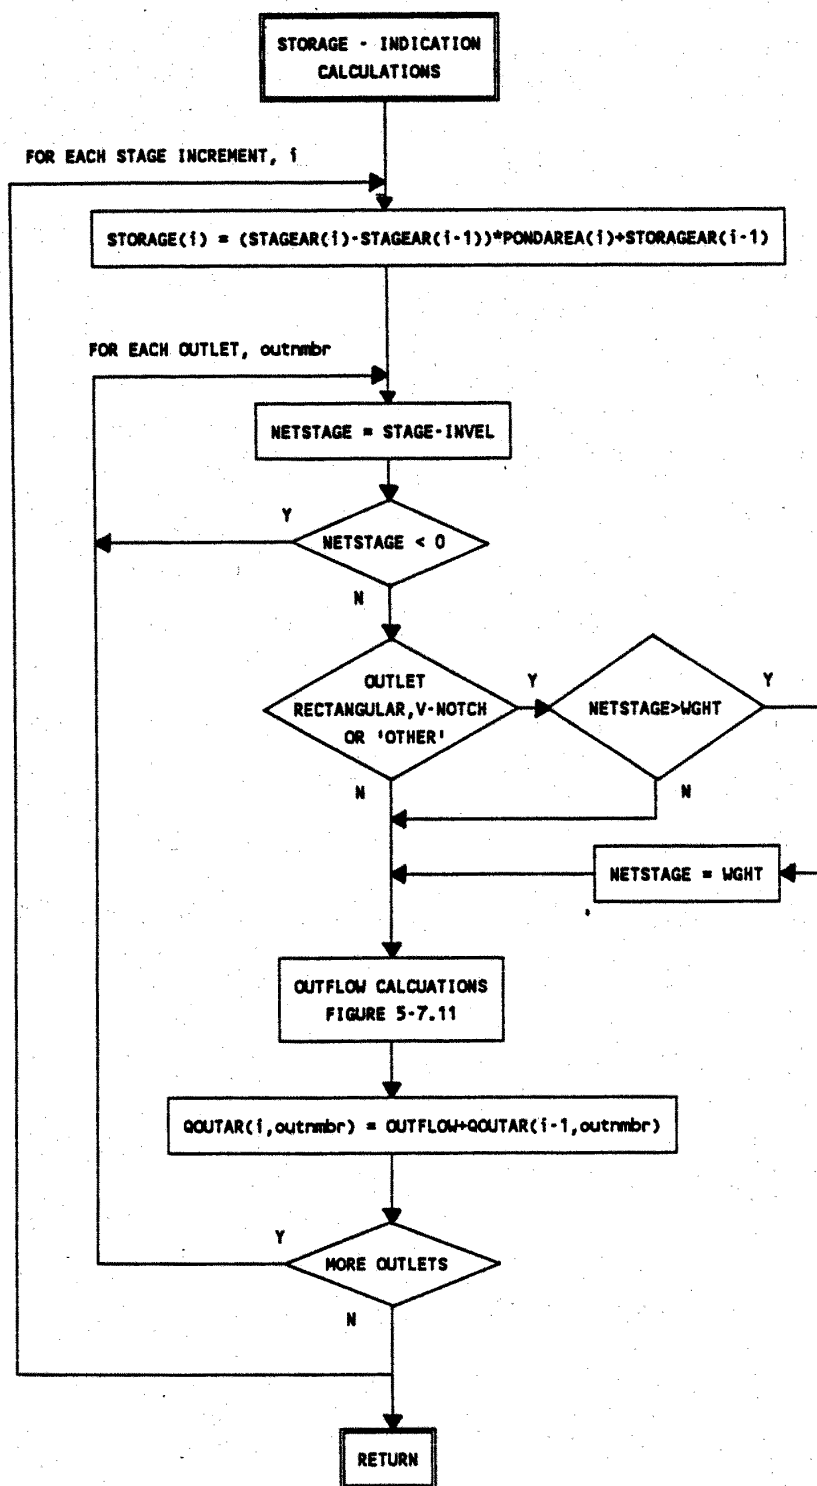 STORAGE - INDICATION
CALCULATIONS
FOR EACH STAGE INCREMENT, i
STORAGE(i) = (STAGEAR(i)-STAGEAR(i-1))*PONDAREA(i)+STORAGEAR(i-1)
FOR EACH OUTLET, outnmbr
NETSTAGE = STAGE-INVEL
Y
NETSTAGE < 0
N
OUTLET
RECTANGULAR,V-NOTCH
OR 'OTHER'
Y
NETSTAGE>WGHT
Y
N
N
NETSTAGE = WGHT
OUTFLOW CALCUATIONS
FIGURE 5-7.11
QOUTAR(i,outnmbr) = OUTFLOW+QOUTAR(i-1,outnmbr)
Y
MORE OUTLETS
N
RETURN